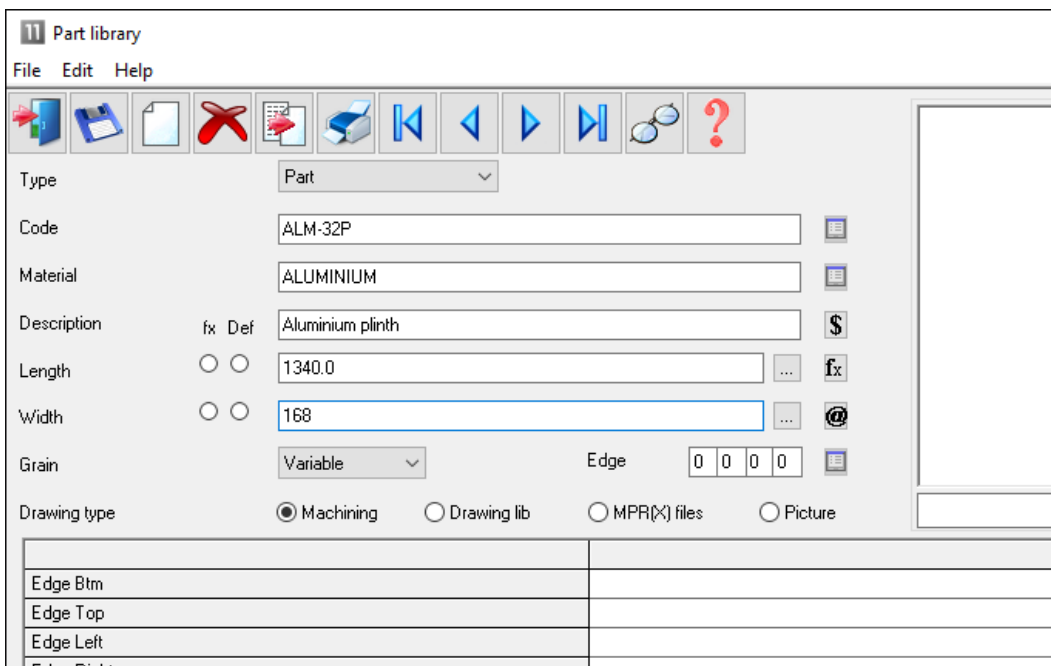 11 Part library
File Edit Help
?
Type Part
Code ALM-32P
Material ALUMINIUM
Description fx Def Aluminium plinth $
Length 1340.0 ... fx
Width 168 ... @
Grain Variable Edge 0 0 0 0
Drawing type Machining Drawing lib MPR(X) files Picture
Edge Btm
Edge Top
Edge Left